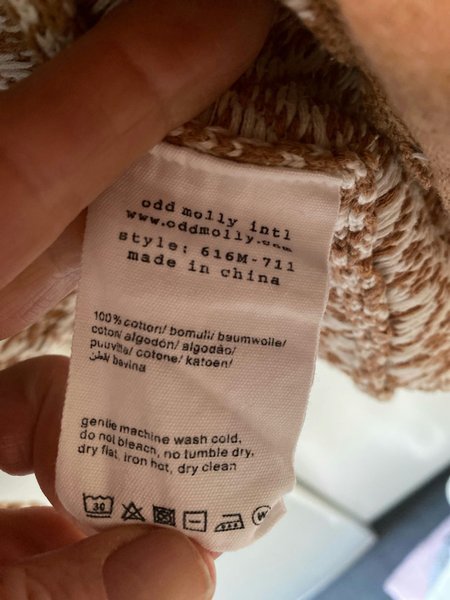 odd molly intl
www.oddmolly.com
style: 616M-711
made in china
100% cotton/ bomull/ baumwolle/
coton/ algodón/ algodão/
puuvilla/ cotone/ katoen/
قطن/ bavlna
gentle machine wash cold,
do not bleach, no tumble dry,
dry flat, iron hot, dry clean
30 W